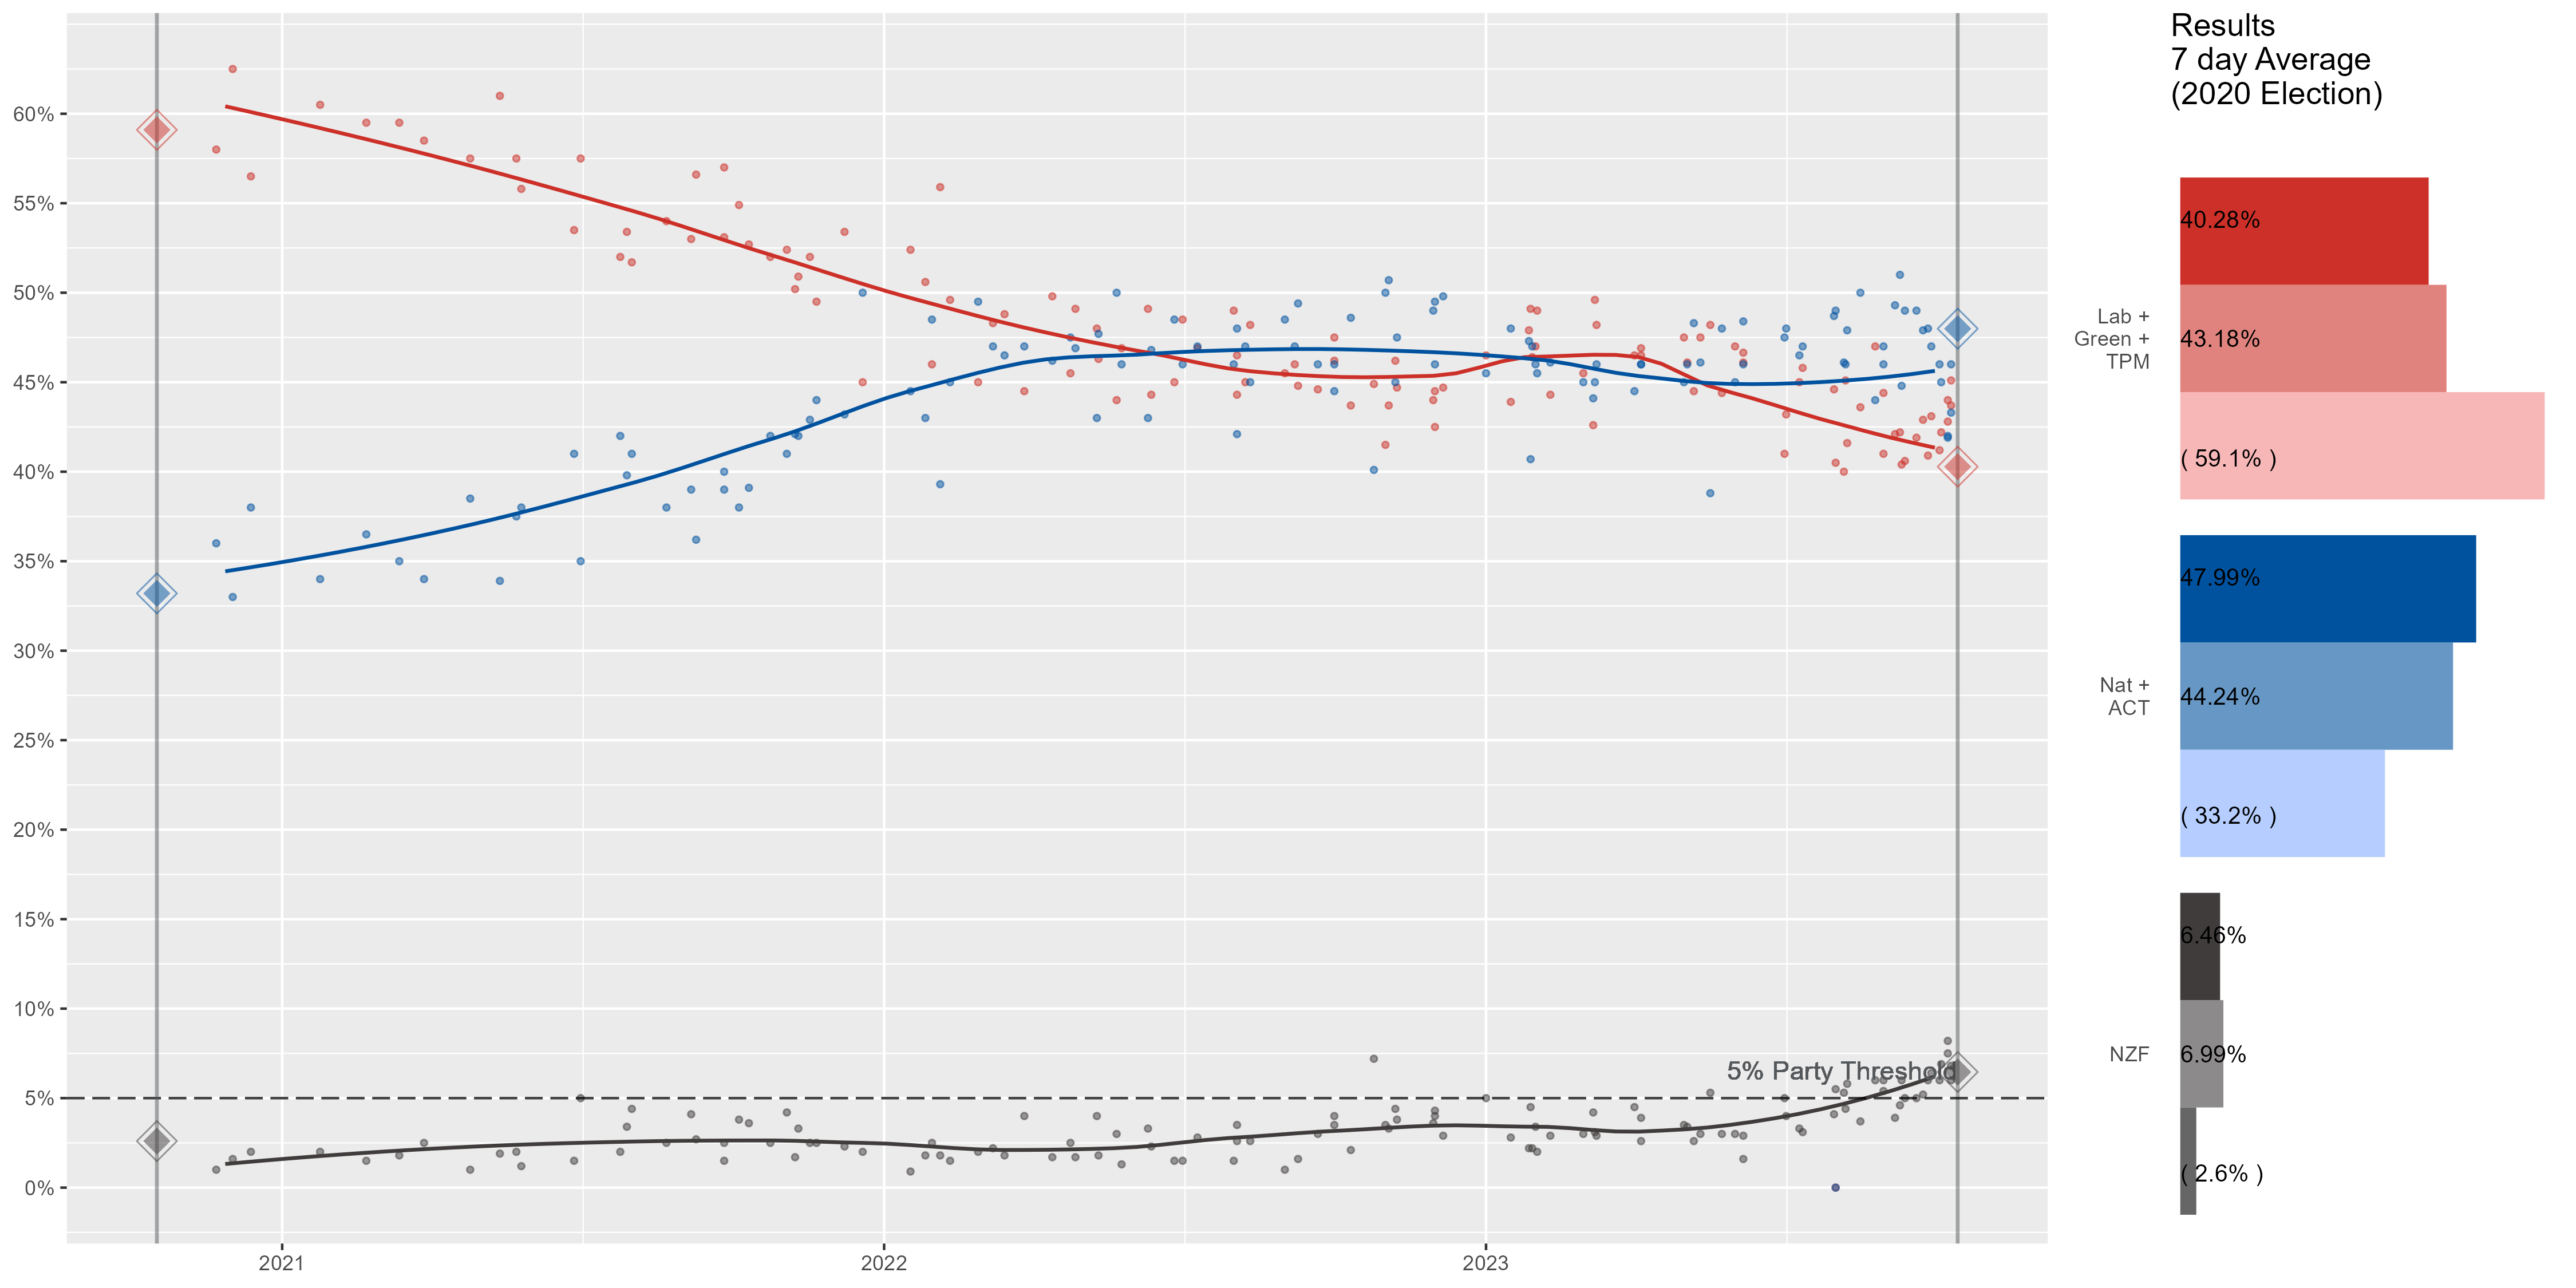 Results
7 day Average
(2020 Election)
60%
55%
50%
45%
40%
35%
30%
25%
20%
15%
10%
5%
0%
5% Party Threshold
2021
2022
2023
Lab +
Green +
TPM
40.28%
43.18%
( 59.1% )
Nat +
ACT
47.99%
44.24%
( 33.2% )
NZF
6.46%
6.99%
( 2.6% )